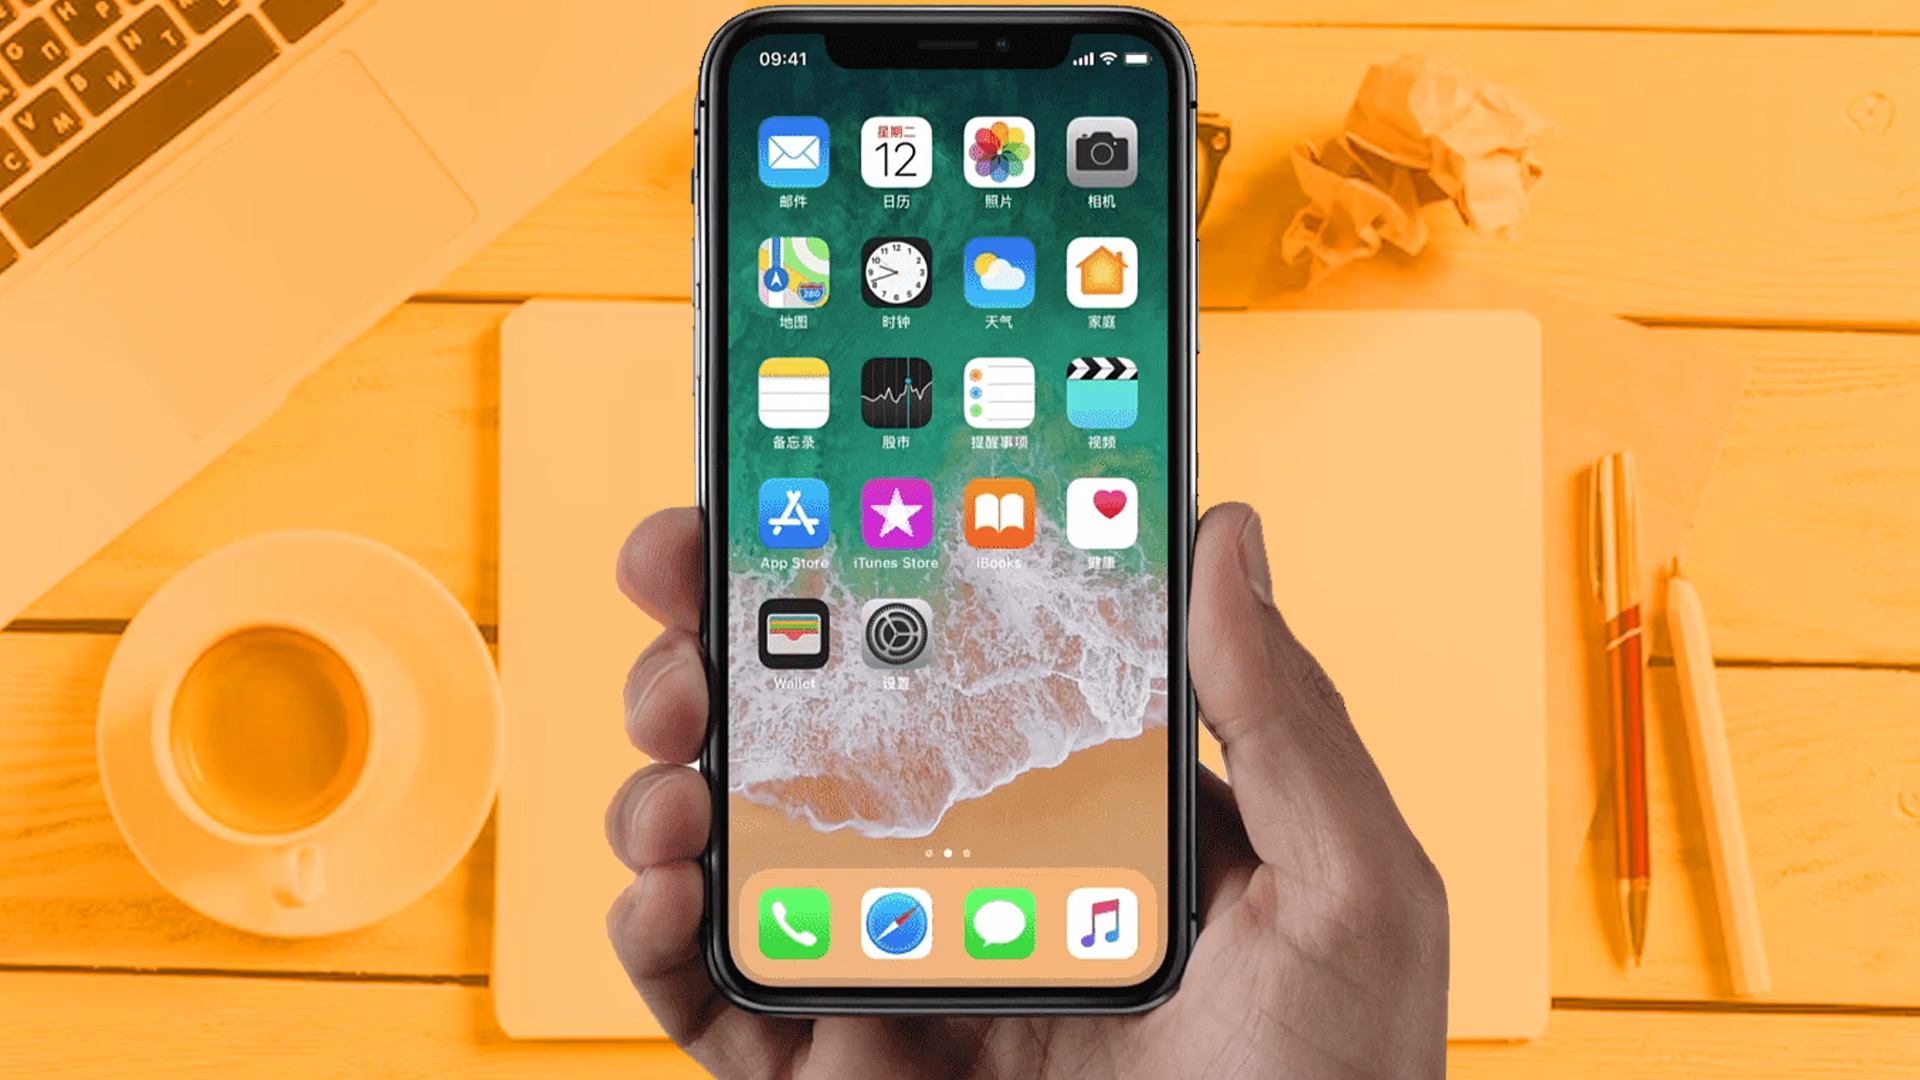 09:41
星期二
12
邮件
日历
照片
相机
280
地图
时钟
天气
家庭
备忘录
股市
提醒事项
视频
App Store
iTunes Store
iBooks
健康
Wallet
设置